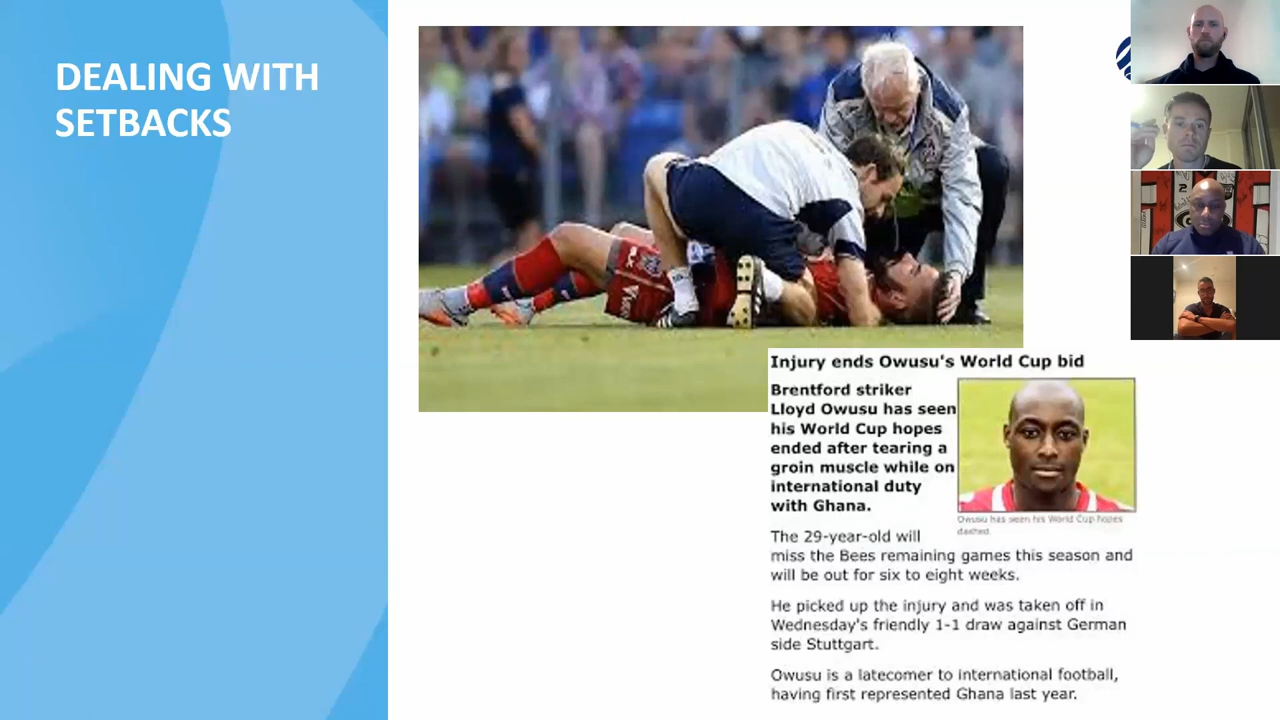 DEALING WITH
SETBACKS
Injury ends Owusu's World Cup bid
Brentford striker
Lloyd Owusu has seen
his World Cup hopes
ended after tearing a
groin muscle while on
international duty
with Ghana.
Owusu has seen his World Cup hopes
dashed
The 29-year-old will
miss the Bees remaining games this season and
will be out for six to eight weeks.
He picked up the injury and was taken off in
Wednesday's friendly 1-1 draw against German
side Stuttgart.
Owusu is a latecomer to international football,
having first represented Ghana last year.